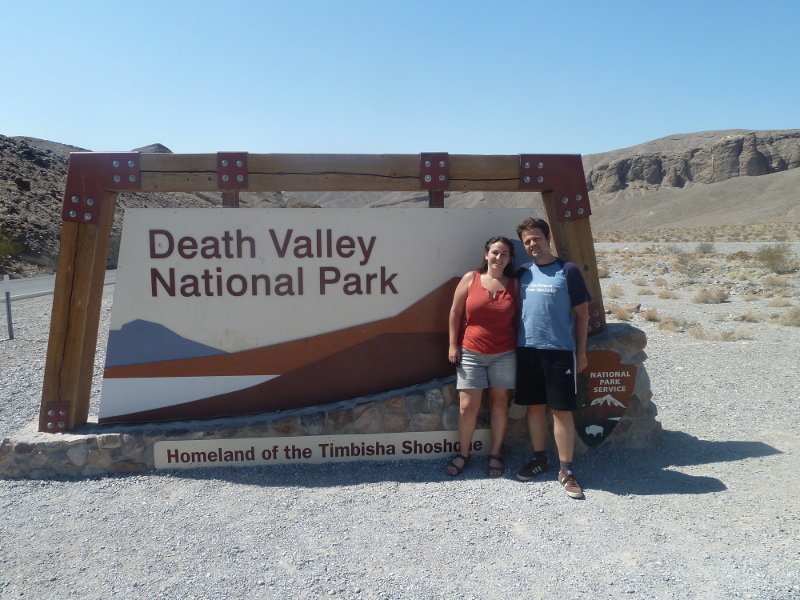 Death Valley
National Park
NATIONAL
PARK
SERVICE
Homeland of the Timbisha Shoshone